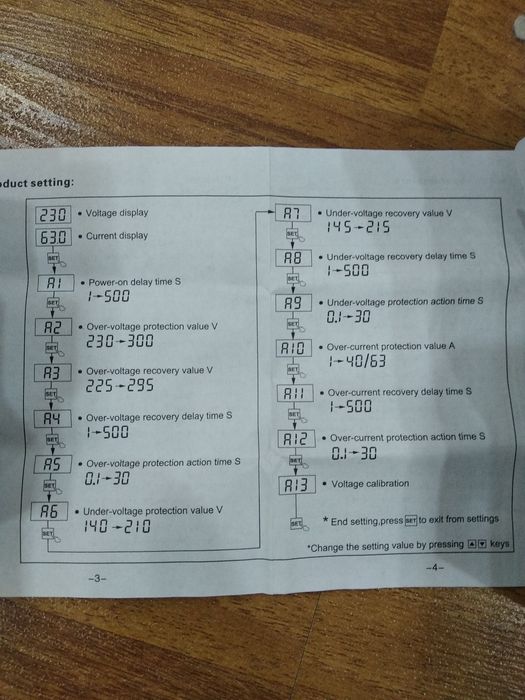 oduct setting:
230 • Voltage display
630 • Current display
SET
A1 • Power-on delay time S
1→500
SET
A2 • Over-voltage protection value V
230→300
SET
A3 • Over-voltage recovery value V
225→295
SET
A4 • Over-voltage recovery delay time S
1→500
SET
A5 • Over-voltage protection action time S
0.1→30
SET
A6 • Under-voltage protection value V
140→210
SET
–3–
A7 • Under-voltage recovery value V
145→215
SET
A8 • Under-voltage recovery delay time S
1→500
SET
A9 • Under-voltage protection action time S
0.1→30
SET
A10 • Over-current protection value A
1→40/63
SET
A11 • Over-current recovery delay time S
1→500
SET
A12 • Over-current protection action time S
0.1→30
SET
A13 • Voltage calibration
SET
* End setting,press SET to exit from settings
*Change the setting value by pressing ▲▼ keys
–4–